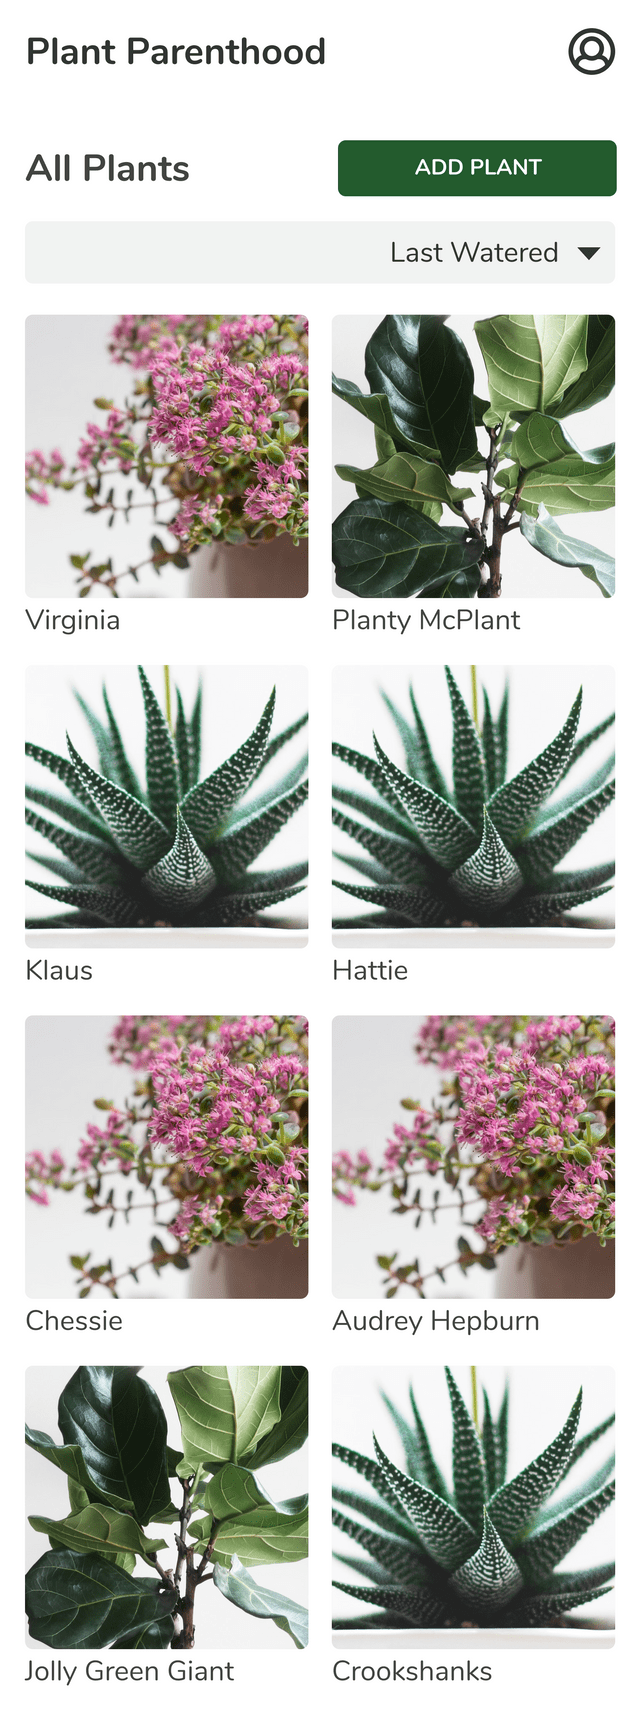 Plant Parenthood
All Plants
ADD PLANT
Last Watered
Virginia
Planty McPlant
Klaus
Hattie
Chessie
Audrey Hepburn
Jolly Green Giant
Crookshanks